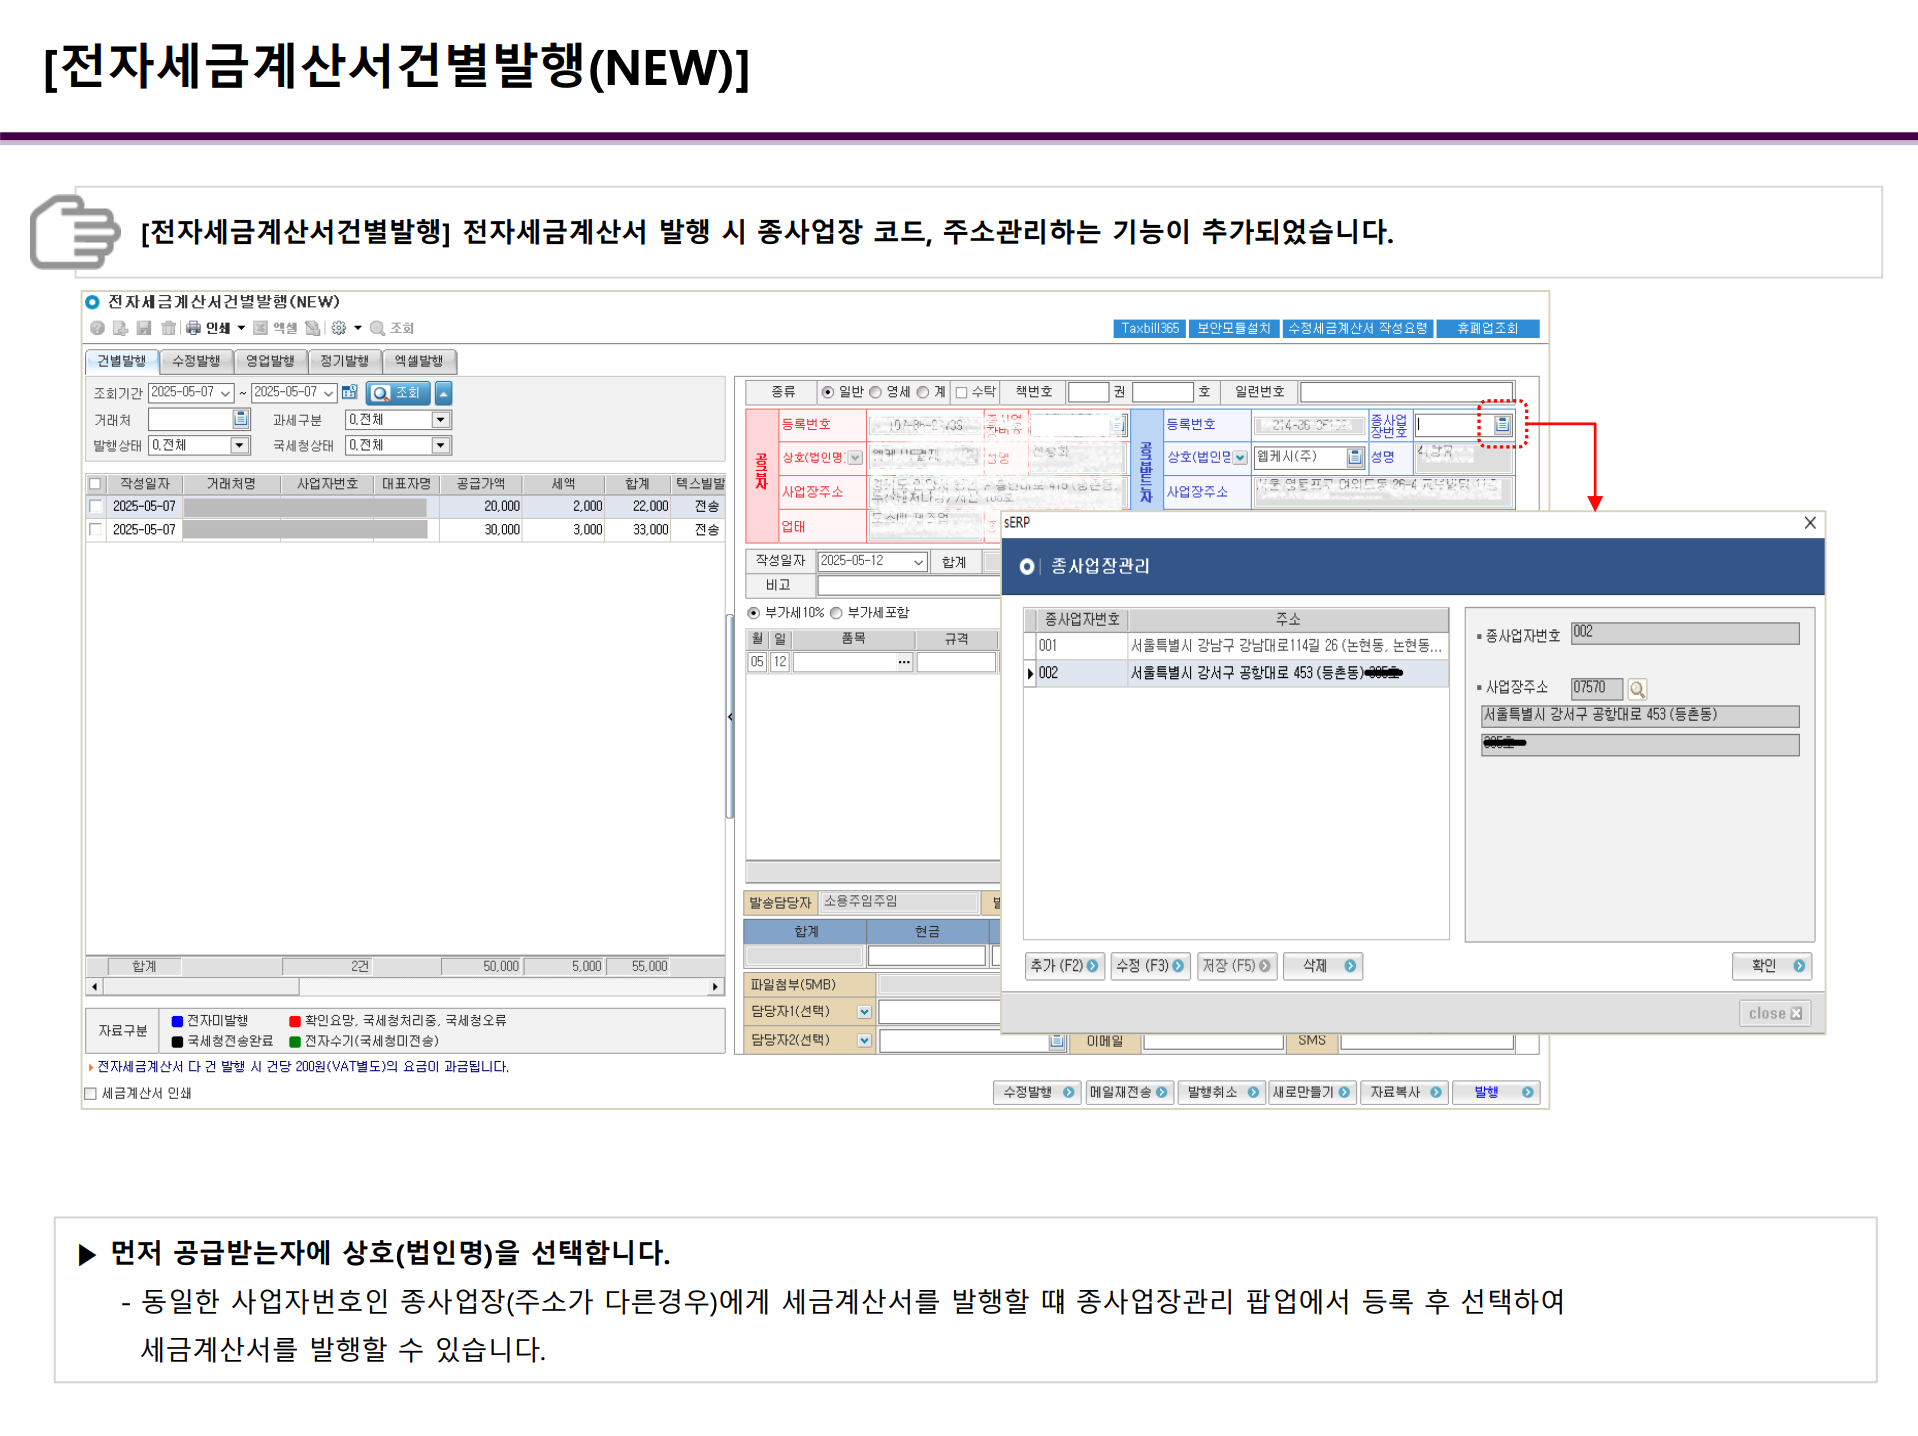 [전자세금계산서건별발행(NEW)]
[전자세금계산서건별발행] 전자세금계산서 발행 시 종사업장 코드, 주소관리하는 기능이 추가되었습니다.
전자세금계산서건별발행(NEW)
인쇄 엑셀 조회
Taxbill365 보안모듈설치 수정세금계산서 작성요령 휴폐업조회
건별발행 수정발행 영업발행 정기발행 엑셀발행
조회기간 2025-05-07 ~ 2025-05-07 조회
거래처 과세구분 0.전체
발행상태 0.전체 국세청상태 0.전체
작성일자 거래처명 사업자번호 대표자명 공급가액 세액 합계 텍스빌발
2025-05-07 20,000 2,000 22,000 전송
2025-05-07 30,000 3,000 33,000 전송
합계 2건 50,000 5,000 55,000
자료구분 전자미발행 확인요망, 국세청처리중, 국세청오류
국세청전송완료 전자수기(국세청미전송)
전자세금계산서 다 건 발행 시 건당 200원(VAT별도)의 요금이 과금됩니다.
세금계산서 인쇄
종류 일반 영세 계 수탁 책번호 권 호 일련번호
공급자 등록번호
상호(법인명)
사업장주소
업태
공급받는자 등록번호 종사업장번호
상호(법인명 웹케시(주) 성명
사업장주소
작성일자 2025-05-12 합계
비고
부가세10% 부가세포함
월 일 품목 규격
05 12 ...
발송담당자 소용주임주임
합계 현금
파일첨부(5MB)
담당자1(선택)
담당자2(선택) 이메일 SMS
수정발행 메일재전송 발행취소 새로만들기 자료복사 발행
sERP
종사업장관리
종사업자번호 주소
001 서울특별시 강남구 강남대로114길 26 (논현동, 논현동...
002 서울특별시 강서구 공항대로 453 (등촌동)
종사업자번호 002
사업장주소 07570
서울특별시 강서구 공항대로 453 (등촌동)
추가 (F2) 수정 (F3) 저장 (F5) 삭제 확인
close
▶ 먼저 공급받는자에 상호(법인명)을 선택합니다.
- 동일한 사업자번호인 종사업장(주소가 다른경우)에게 세금계산서를 발행할 떄 종사업장관리 팝업에서 등록 후 선택하여
세금계산서를 발행할 수 있습니다.